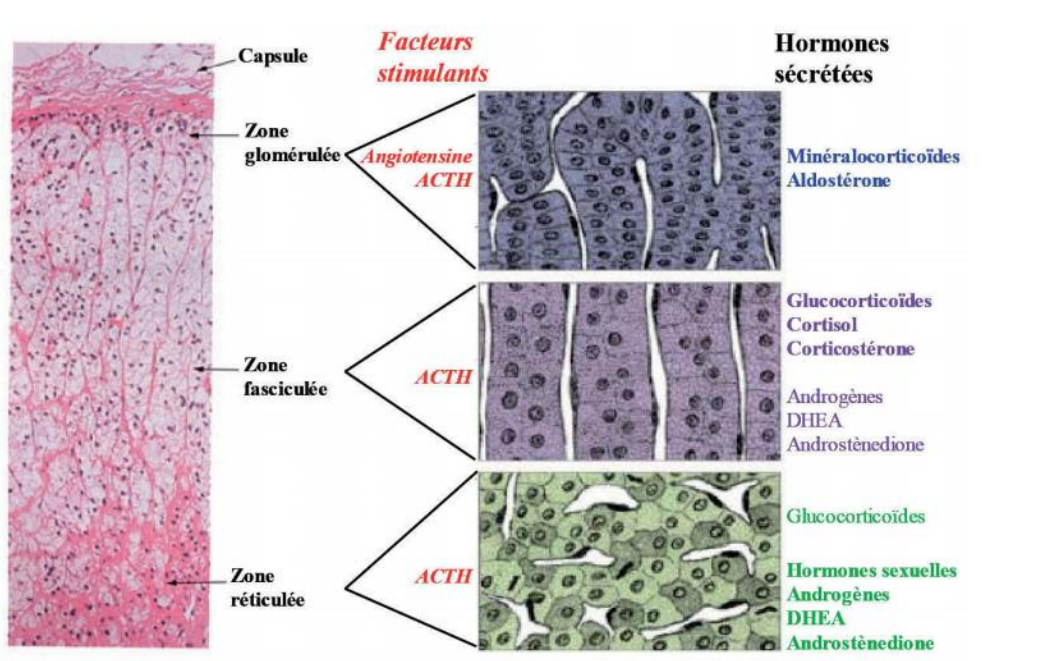 Facteurs
stimulants
Hormones
sécrétées
Capsule
Zone
glomérulée
Angiotensine
ACTH
Minéralocorticoïdes
Aldostérone
Zone
fasciculée
ACTH
Glucocorticoïdes
Cortisol
Corticostérone
Androgènes
DHEA
Androstènedione
Zone
réticulée
ACTH
Glucocorticoïdes
Hormones sexuelles
Androgènes
DHEA
Androstènedione